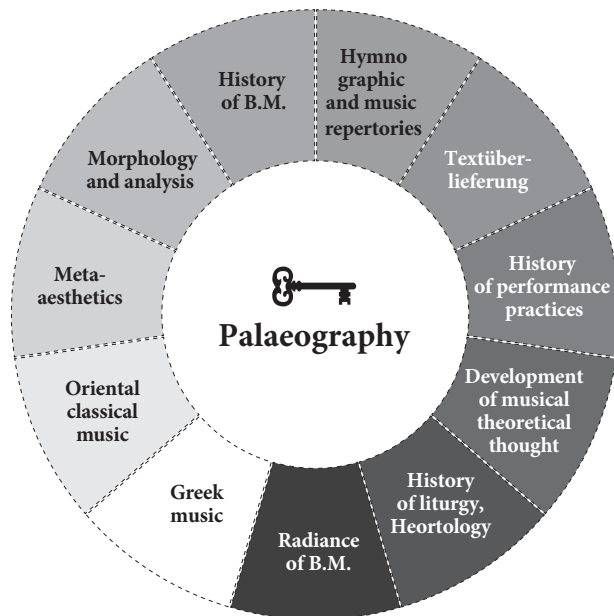 History
of B.M.
Hymno
graphic
and music
repertories
Textüber-
lieferung
History
of performance
practices
Development
of musical
theoretical
thought
History
of liturgy,
Heortology
Radiance
of B.M.
Greek
music
Oriental
classical
music
Meta-
aesthetics
Morphology
and analysis
Palaeography